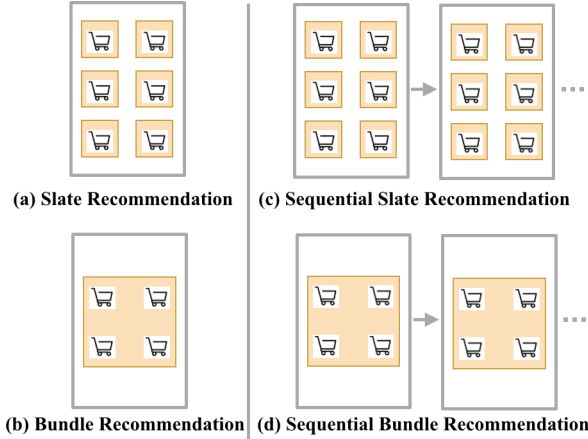 (a) Slate Recommendation
(c) Sequential Slate Recommendation
(b) Bundle Recommendation
(d) Sequential Bundle Recommendation